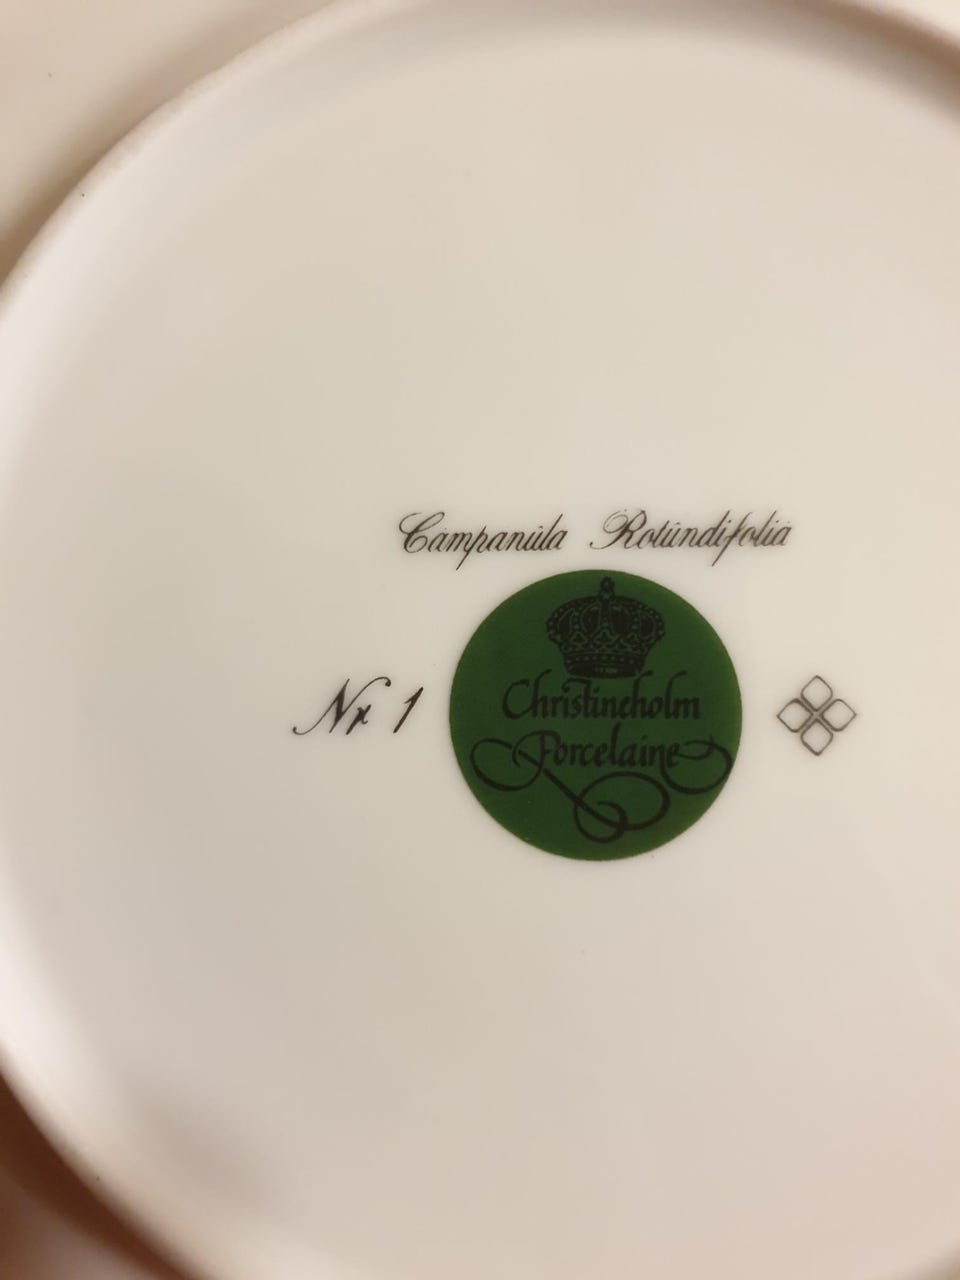 Campanula Rotundifolia
Nr 1
Christineholm
Porcelaine